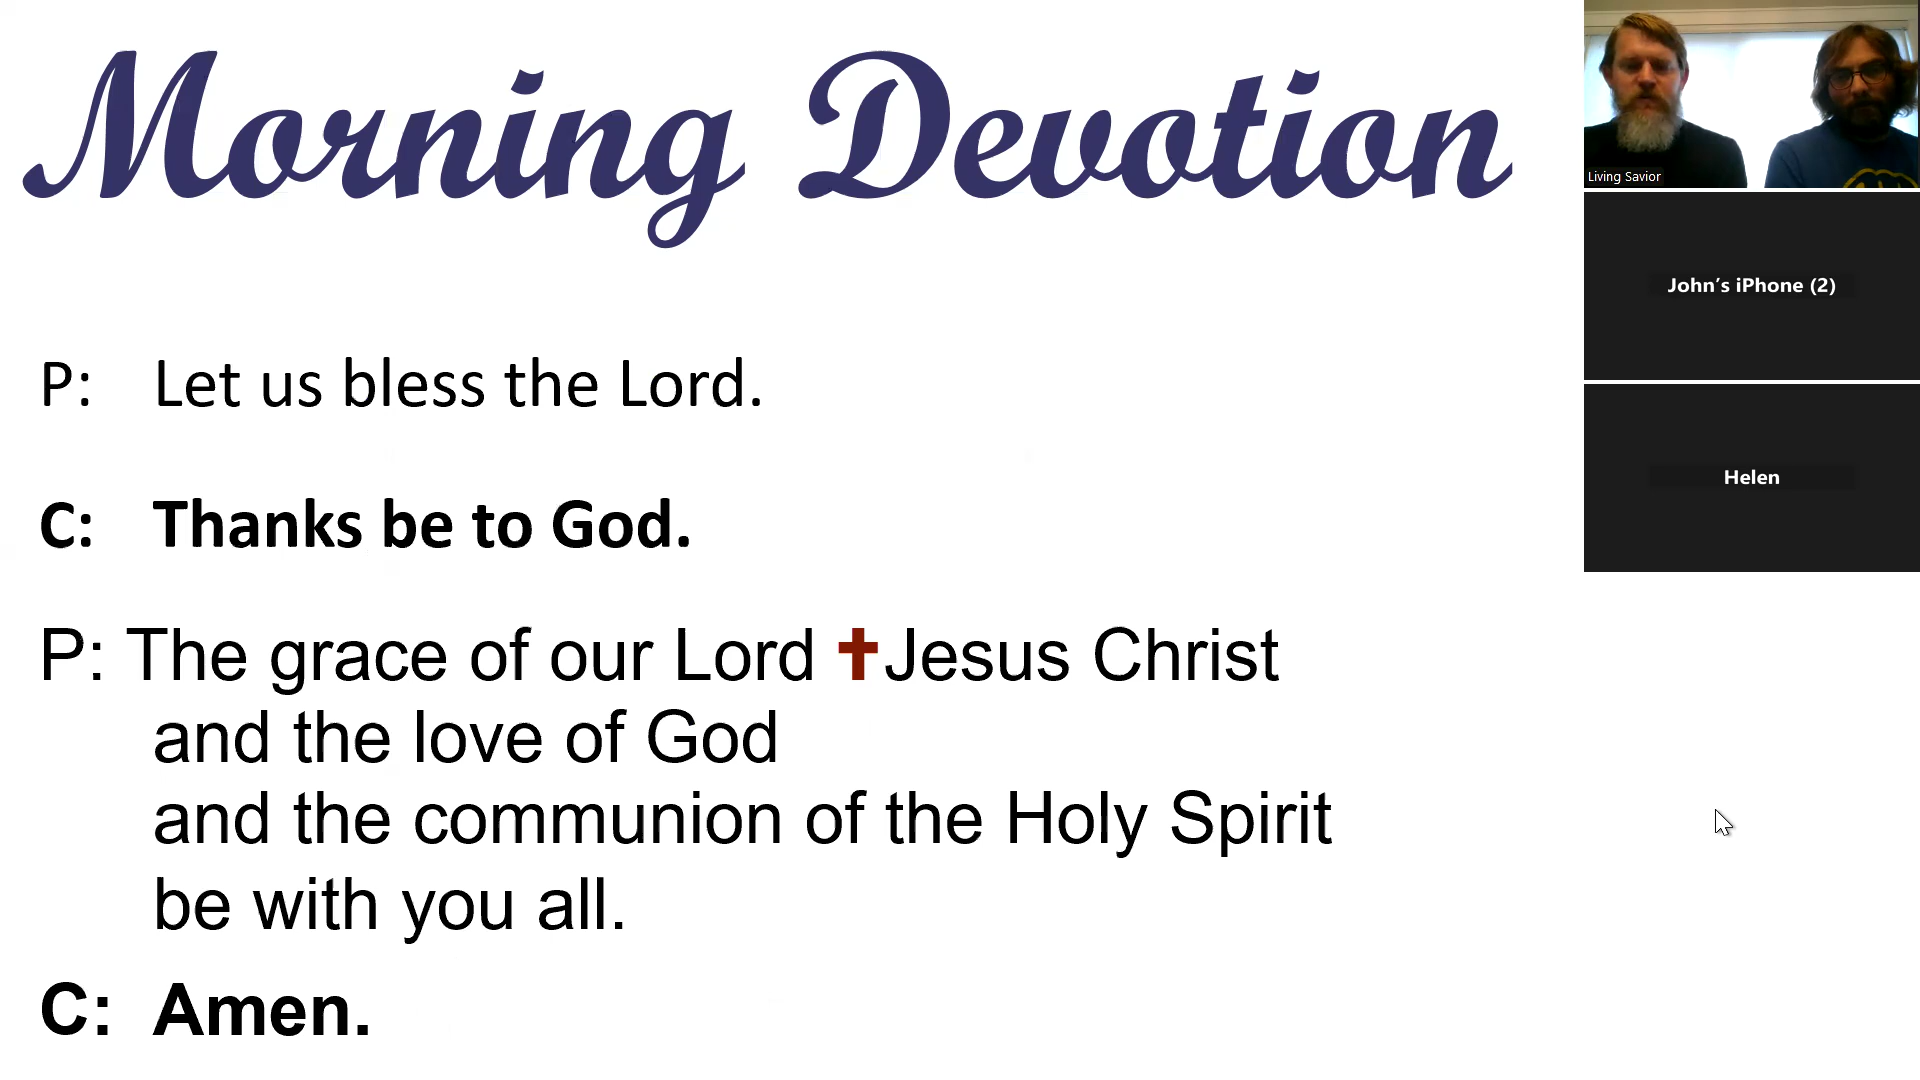 Morning Devotion
P: Let us bless the Lord.
C: Thanks be to God.
P: The grace of our Lord ✝Jesus Christ
and the love of God
and the communion of the Holy Spirit
be with you all.
C: Amen.
Living Savior
John’s iPhone (2)
Helen